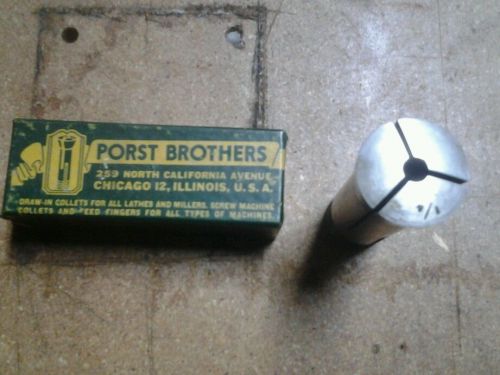 PORST BROTHERS
259 NORTH CALIFORNIA AVENUE
CHICAGO 12, ILLINOIS, U.S.A.
DRAW-IN COLLETS FOR ALL LATHES AND MILLERS, SCREW MACHINE
COLLETS AND FEED FINGERS FOR ALL TYPES OF MACHINES.